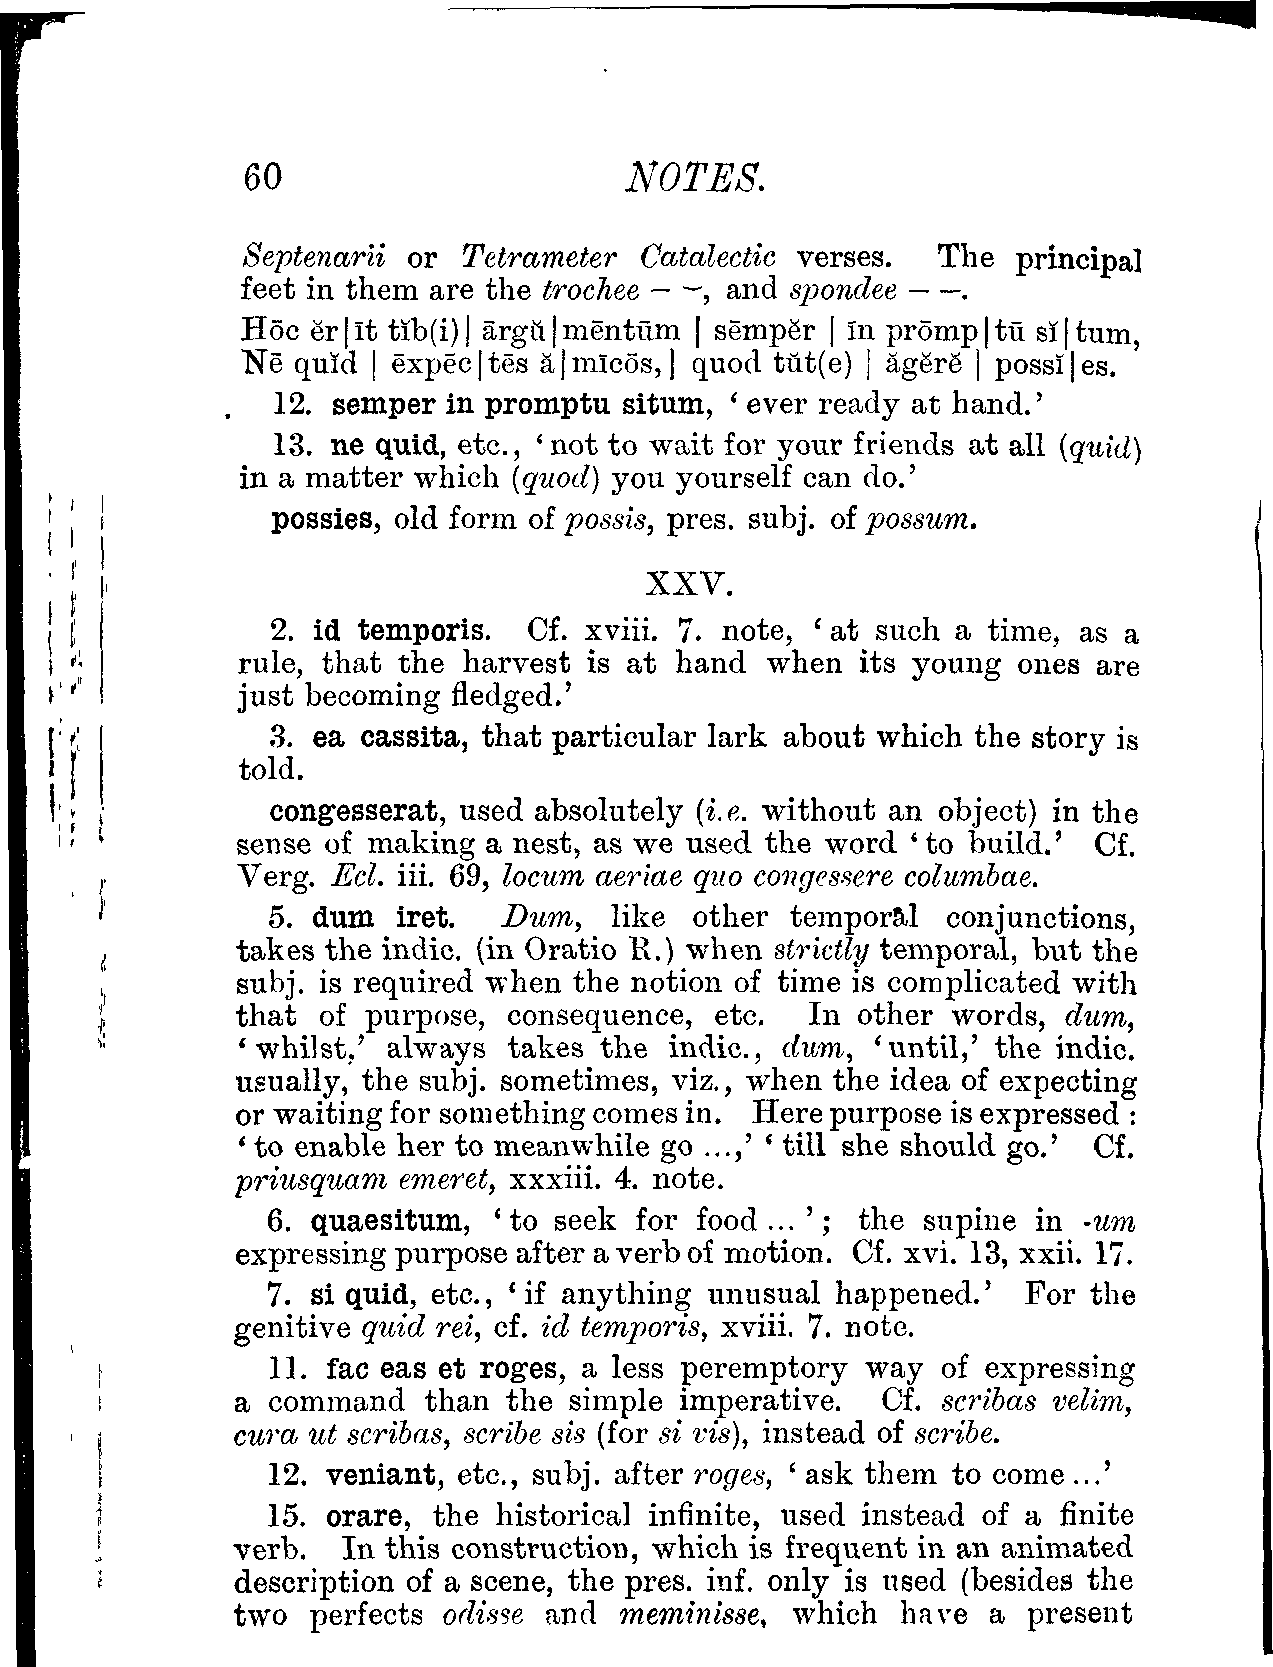 60 NOTES.
Septenarii or Tetrameter Catalectic verses. The principal
feet in them are the trochee – ⏑, and spondee – –.
Hōc ĕr|ĭt tĭb(i)| ārgŭ|mēntūm | sēmpĕr | īn prōmp|tū sĭ|tum,
Nē quĭd | ēxpēc|tēs ă|mīcōs,| quod tŭt(e) | ăgĕrĕ | possĭ|es.
12. semper in promptu situm, ‘ever ready at hand.’
13. ne quid, etc., ‘not to wait for your friends at all (quid)
in a matter which (quod) you yourself can do.’
possies, old form of possis, pres. subj. of possum.
XXV.
2. id temporis. Cf. xviii. 7. note, ‘at such a time, as a
rule, that the harvest is at hand when its young ones are
just becoming fledged.’
3. ea cassita, that particular lark about which the story is
told.
congesserat, used absolutely (i.e. without an object) in the
sense of making a nest, as we used the word ‘to build.’ Cf.
Verg. Ecl. iii. 69, locum aeriae quo congessere columbae.
5. dum iret. Dum, like other temporal conjunctions,
takes the indic. (in Oratio R.) when strictly temporal, but the
subj. is required when the notion of time is complicated with
that of purpose, consequence, etc. In other words, dum,
‘whilst,’ always takes the indic., dum, ‘until,’ the indic.
usually, the subj. sometimes, viz., when the idea of expecting
or waiting for something comes in. Here purpose is expressed :
‘to enable her to meanwhile go ...,’ ‘till she should go.’ Cf.
priusquam emeret, xxxiii. 4. note.
6. quaesitum, ‘to seek for food ... ’; the supine in -um
expressing purpose after a verb of motion. Cf. xvi. 13, xxii. 17.
7. si quid, etc., ‘if anything unusual happened.’ For the
genitive quid rei, cf. id temporis, xviii. 7. note.
11. fac eas et roges, a less peremptory way of expressing
a command than the simple imperative. Cf. scribas velim,
cura ut scribas, scribe sis (for si vis), instead of scribe.
12. veniant, etc., subj. after roges, ‘ask them to come ...’
15. orare, the historical infinite, used instead of a finite
verb. In this construction, which is frequent in an animated
description of a scene, the pres. inf. only is used (besides the
two perfects odisse and meminisse, which have a present